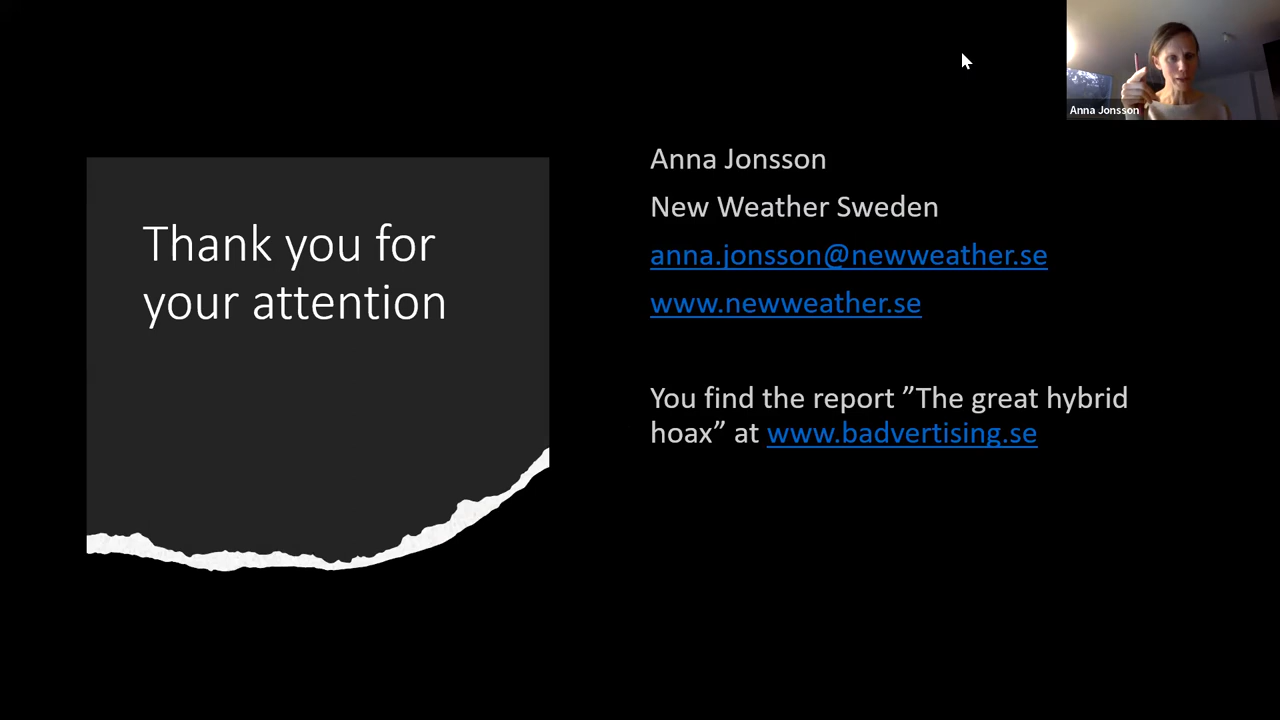 Anna Jonsson
Thank you for
your attention
Anna Jonsson
New Weather Sweden
anna.jonsson@newweather.se
www.newweather.se
You find the report ”The great hybrid
hoax” at www.badvertising.se